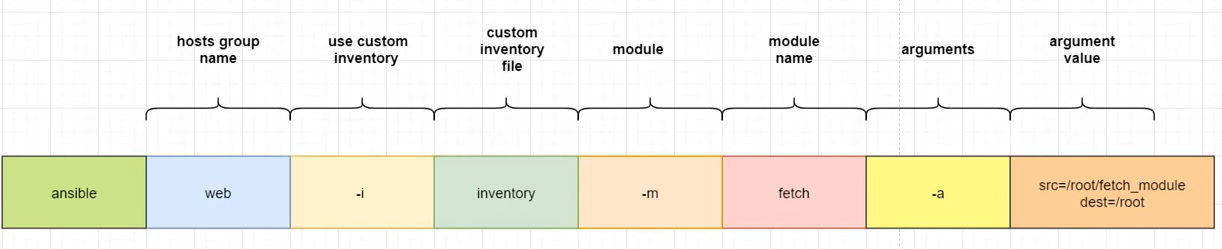 hosts group
name
use custom
inventory
custom
inventory
file
module
module
name
arguments
argument
value
ansible
web
-i
inventory
-m
fetch
-a
src=/root/fetch_module
dest=/root